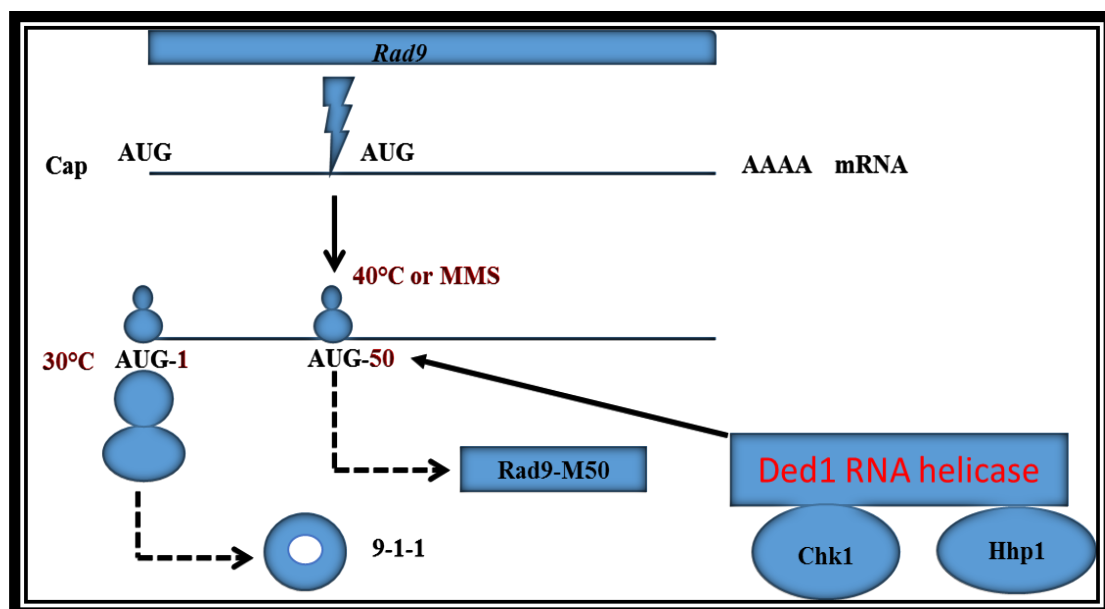 Rad9
AUG AUG
Cap AAAA mRNA
40°C or MMS
30°C AUG-1 AUG-50
Rad9-M50
Ded1 RNA helicase
9-1-1
Chk1 Hhp1